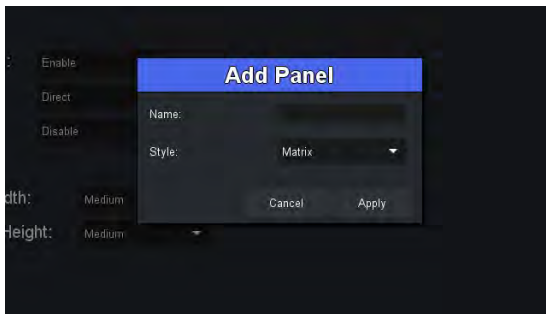 : Enable
Add Panel
Direct
Name:
Disable
Style: Matrix
dth: Medium
Cancel Apply
Height: Medium